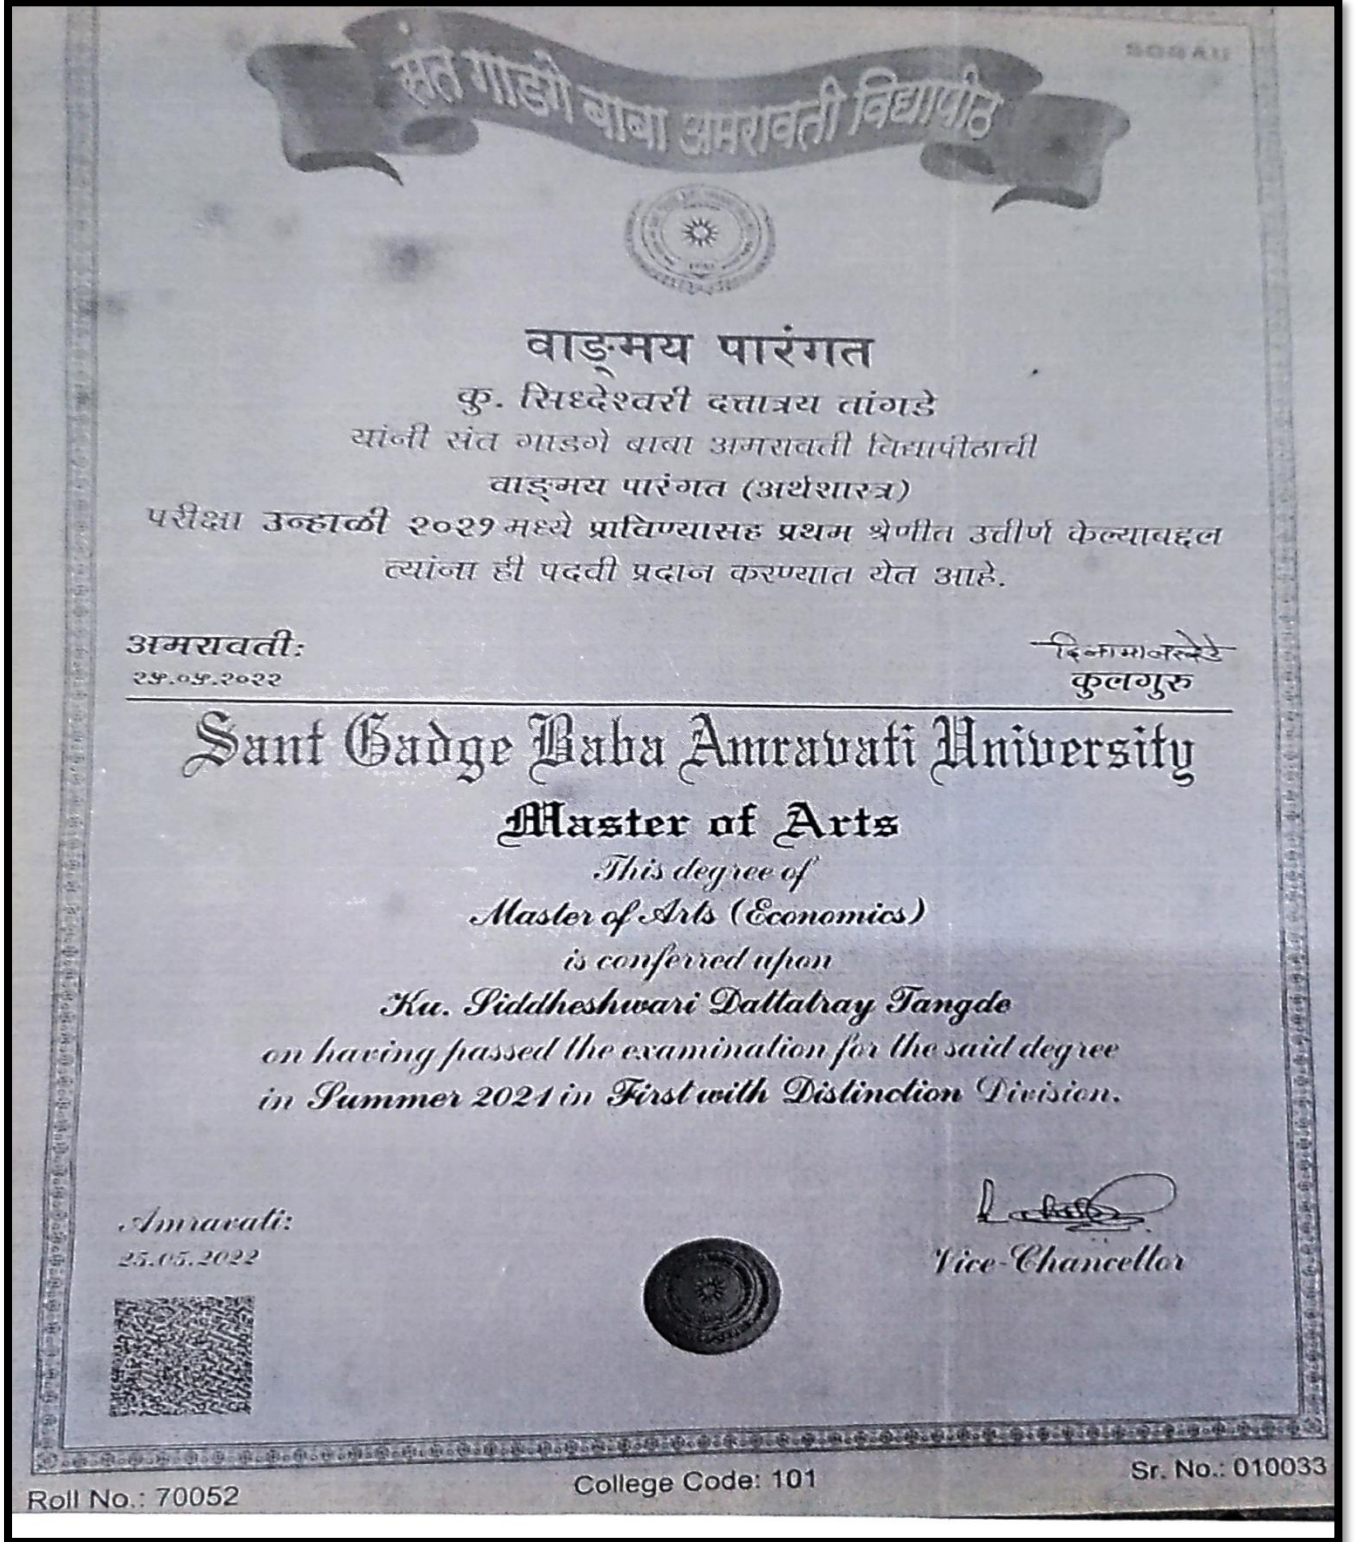 संत गाडगे बाबा अमरावती विद्यापीठ
वाङ्मय पारंगत
कु. सिध्देश्वरी दत्तात्रय तांगडे
यांनी संत गाडगे बाबा अमरावती विद्यापीठाची
वाङ्मय पारंगत (अर्थशास्त्र)
परीक्षा उन्हाळी २०२१ मध्ये प्राविण्यासह प्रथम श्रेणीत उत्तीर्ण केल्याबद्दल
त्यांना ही पदवी प्रदान करण्यात येत आहे.
अमरावती:
२५.०५.२०२२
कुलगुरु
Sant Gadge Baba Amravati University
Master of Arts
This degree of
Master of Arts (Economics)
is conferred upon
Ku. Siddheshwari Dattatray Tangde
on having passed the examination for the said degree
in Summer 2021 in First with Distinction Division.
Amravati:
25.05.2022
Vice-Chancellor
Roll No.: 70052
College Code: 101
Sr. No.: 010033